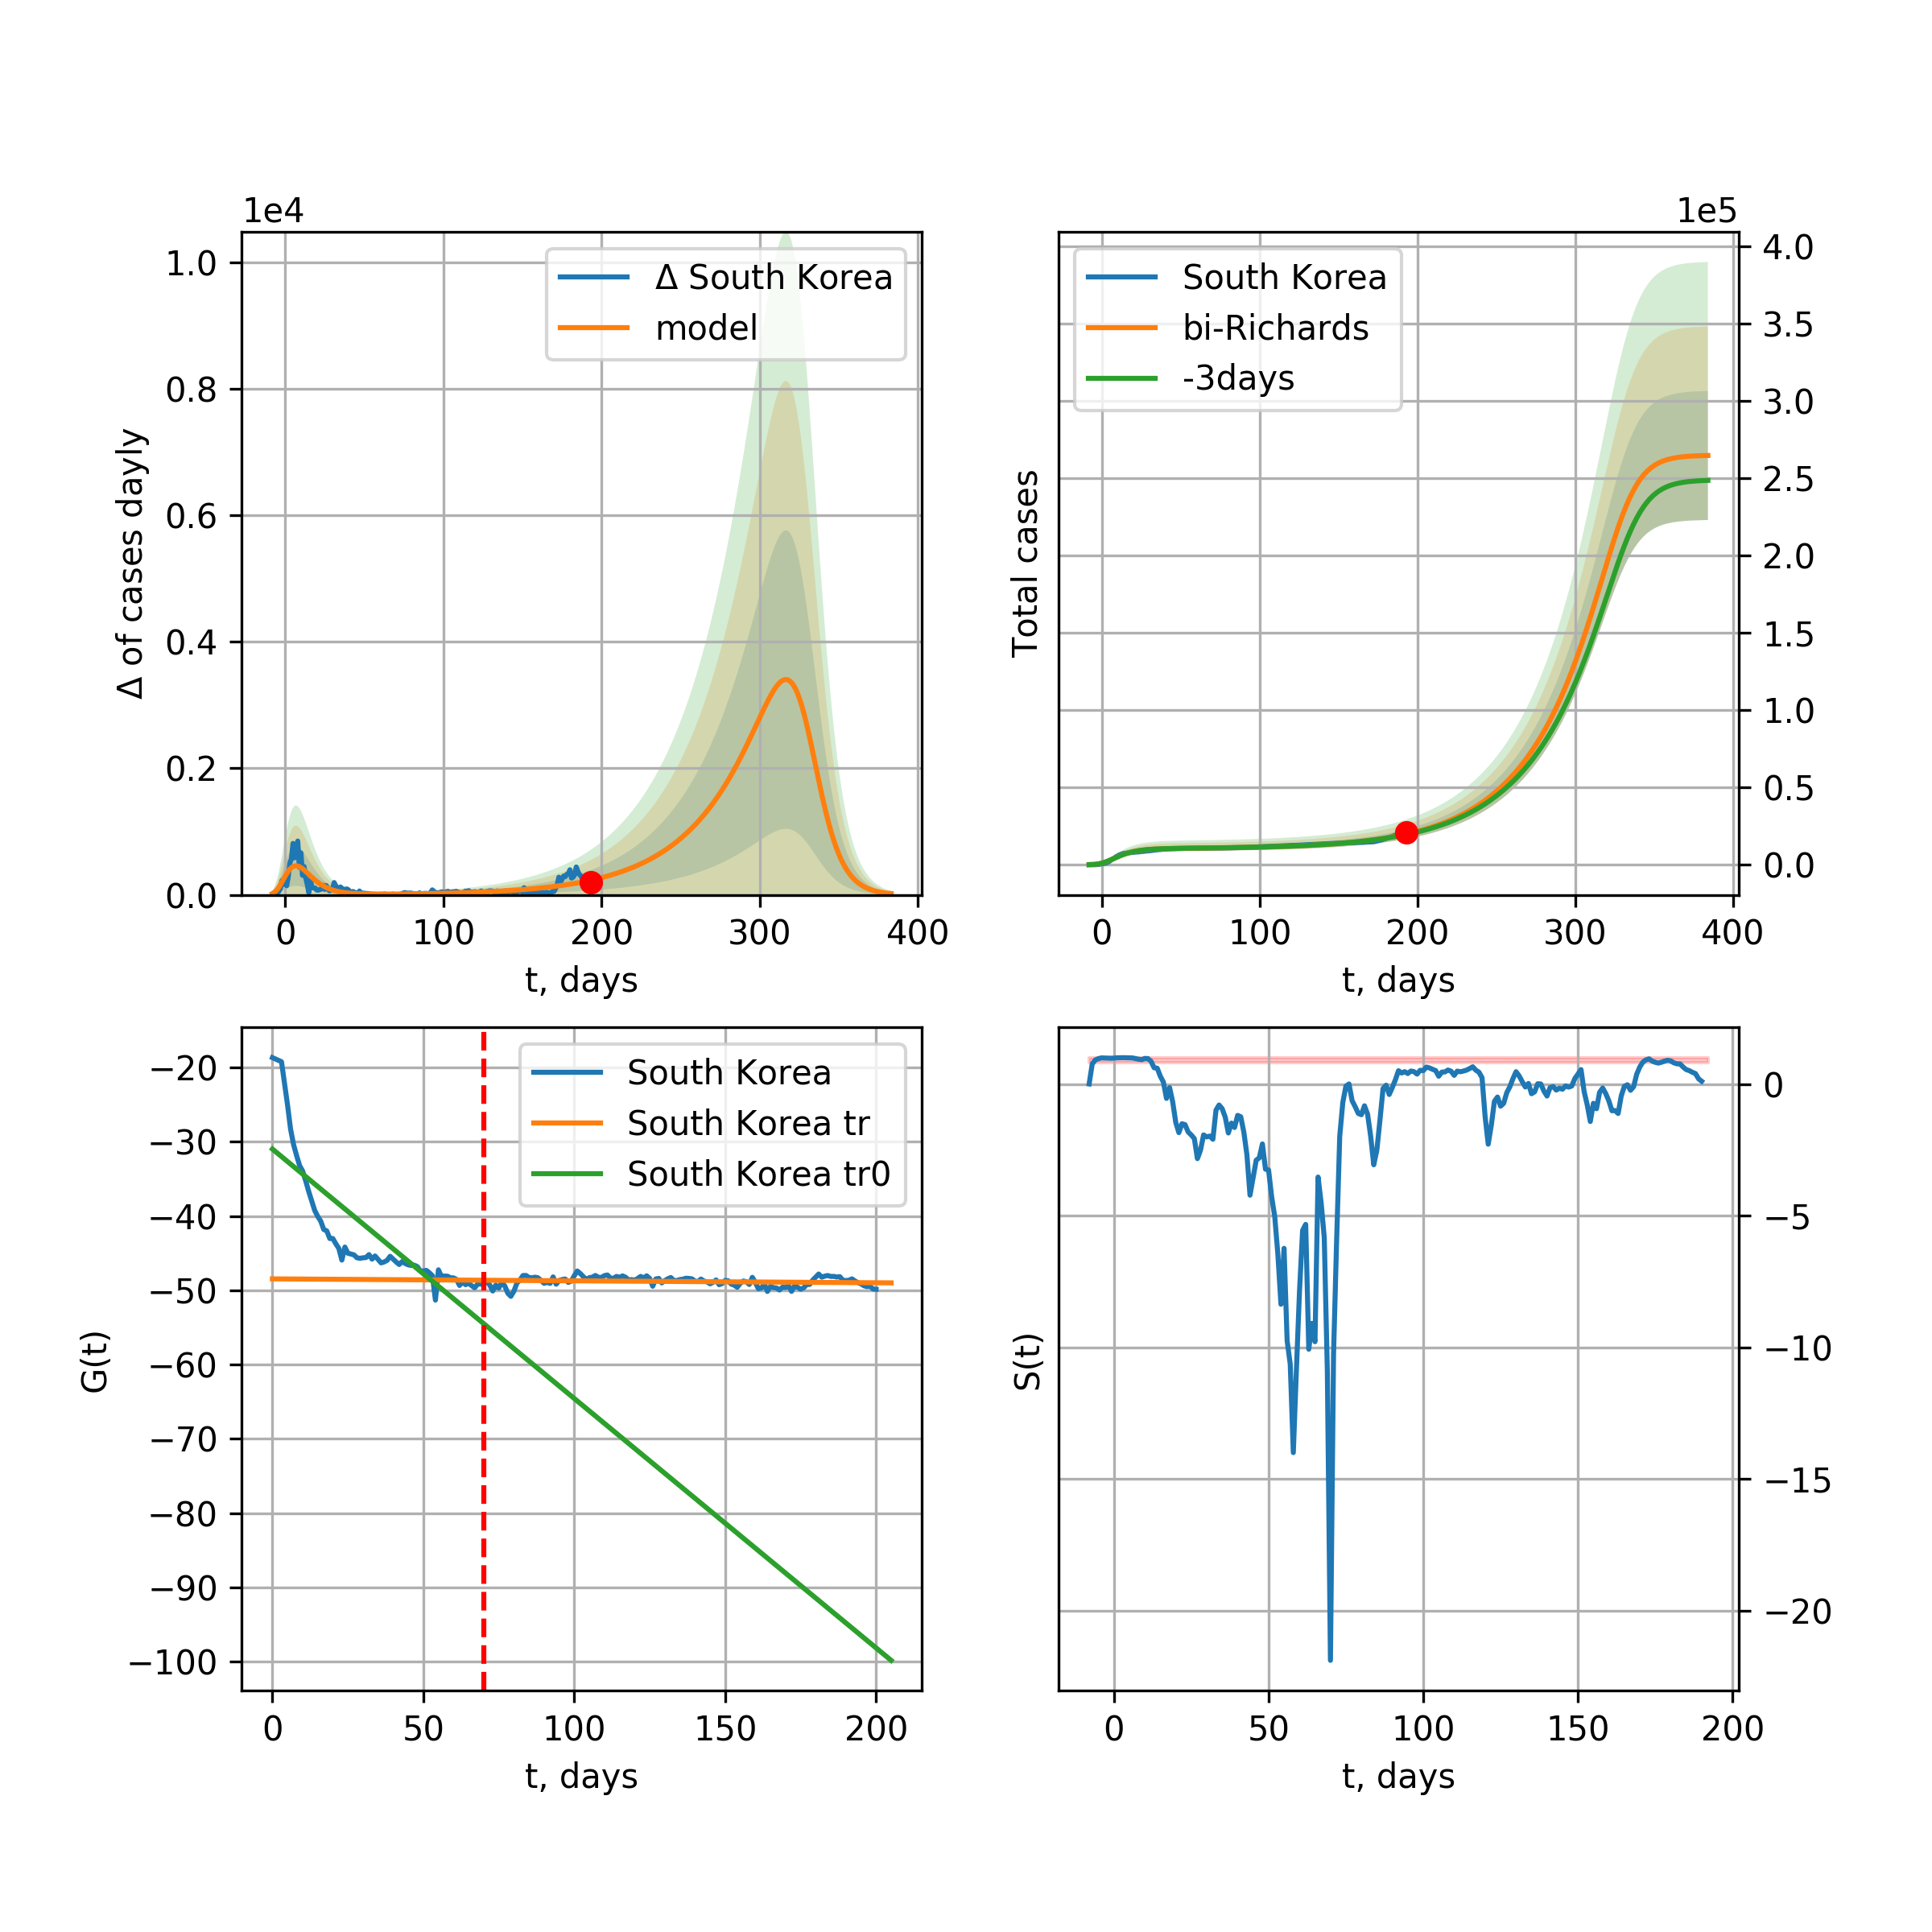 1e4
1.0
0.8
0.6
0.4
0.2
0.0
Δ of cases dayly
Δ South Korea
model
0 100 200 300 400
t, days
1e5
4.0
3.5
3.0
2.5
2.0
1.5
1.0
0.5
0.0
Total cases
South Korea
bi-Richards
-3days
0 100 200 300 400
t, days
−20
−30
−40
−50
−60
−70
−80
−90
−100
G(t)
South Korea
South Korea tr
South Korea tr0
0 50 100 150 200
t, days
0
−5
−10
−15
−20
S(t)
0 50 100 150 200
t, days